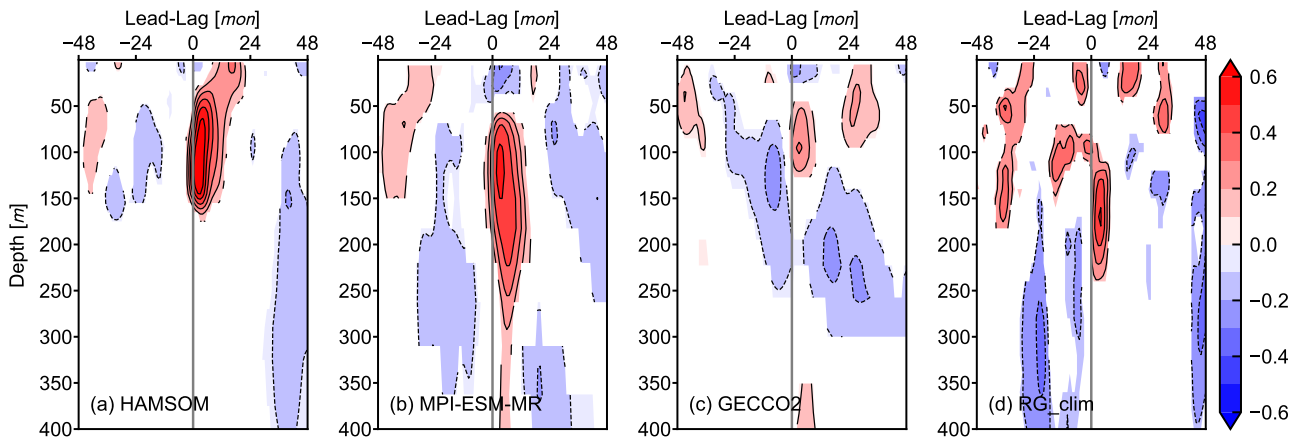 Lead-Lag [mon] Lead-Lag [mon] Lead-Lag [mon] Lead-Lag [mon]
−48 −24 0 24 48 −24 0 24 48 −24 0 24 48 −24 0 24 48
50 50 50 50 0.6
100 100 100 100 0.4
150 150 150 150 0.2
200 200 200 200 0.0
Depth [m]
250 250 250 250 −0.2
300 300 300 300
350 350 350 350 −0.4
(a) HAMSOM (b) MPI-ESM-MR (c) GECCO2 (d) RG_clim
400 400 400 400 −0.6